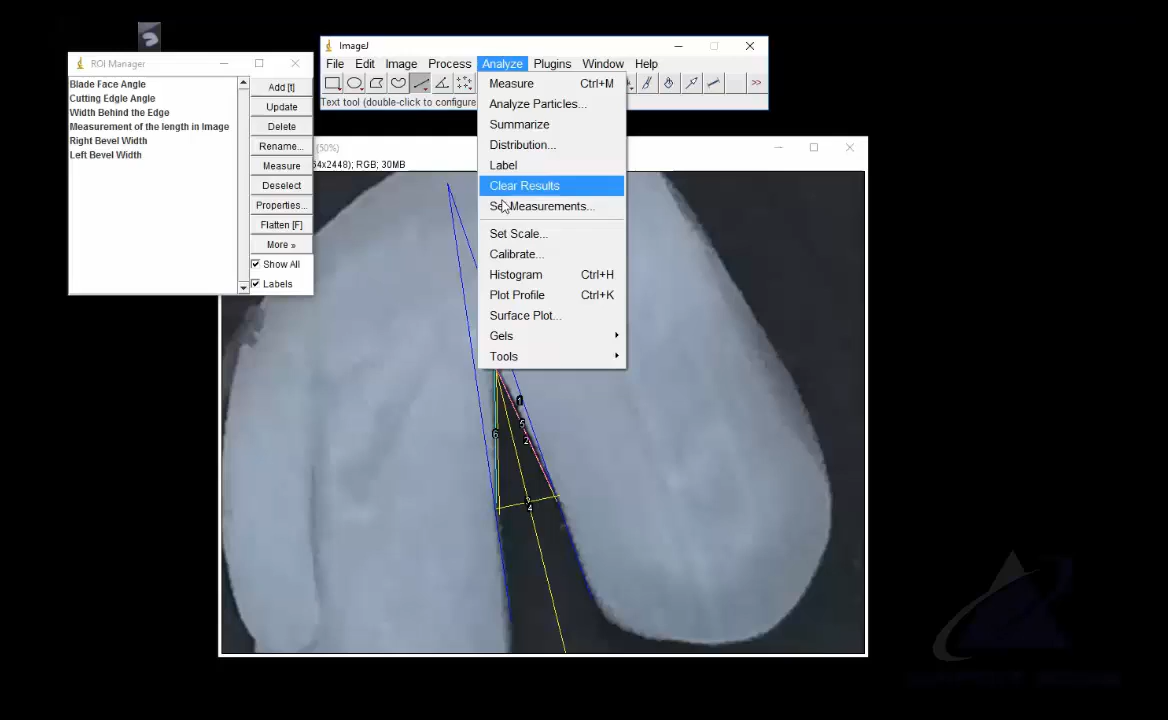 ROI Manager
Blade Face Angle
Cutting Edgle Angle
Width Behind the Edge
Measurement of the length in Image
Right Bevel Width
Left Bevel Width
Add [t]
Update
Delete
Rename...
Measure
Deselect
Properties...
Flatten [F]
More »
Show All
Labels
ImageJ
File Edit Image Process Analyze Plugins Window Help
>>
Text tool (double-click to configure
Measure Ctrl+M
Analyze Particles...
Summarize
Distribution...
Label
Clear Results
Set Measurements...
Set Scale...
Calibrate...
Histogram Ctrl+H
Plot Profile Ctrl+K
Surface Plot...
Gels
Tools
(50%)
64x2448); RGB; 30MB
1
5
2
6
4